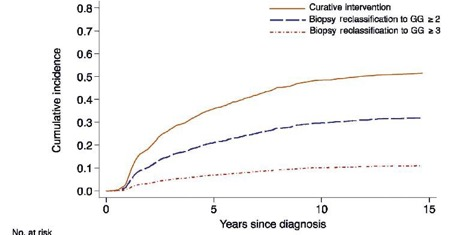 Curative intervention
Biopsy reclassification to GG ≥ 2
Biopsy reclassification to GG ≥ 3
0.8
0.7
0.6
0.5
0.4
0.3
0.2
0.1
0.0
Cumulative incidence
0 5 10 15
Years since diagnosis
No. at risk